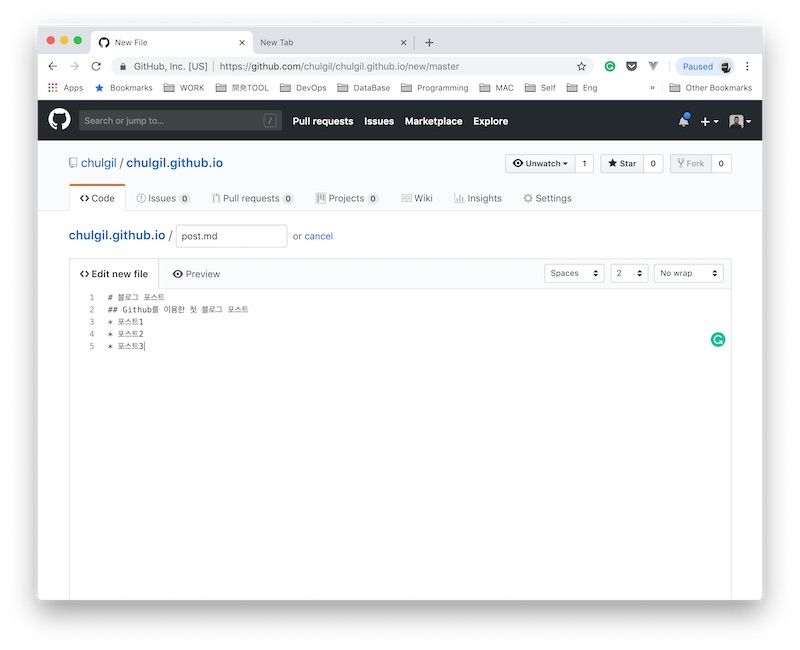 New File
New Tab
GitHub, Inc. [US] | https://github.com/chulgil/chulgil.github.io/new/master
Paused
Apps Bookmarks WORK 開発TOOL DevOps DataBase Programming MAC Self Eng » Other Bookmarks
Search or jump to... / Pull requests Issues Marketplace Explore
chulgil / chulgil.github.io
Unwatch 1 Star 0 Fork 0
Code Issues 0 Pull requests 0 Projects 0 Wiki Insights Settings
chulgil.github.io / post.md or cancel
Edit new file Preview
Spaces 2 No wrap
1 # 블로그 포스트
2 ## Github를 이용한 첫 블로그 포스트
3 * 포스트1
4 * 포스트2
5 * 포스트3